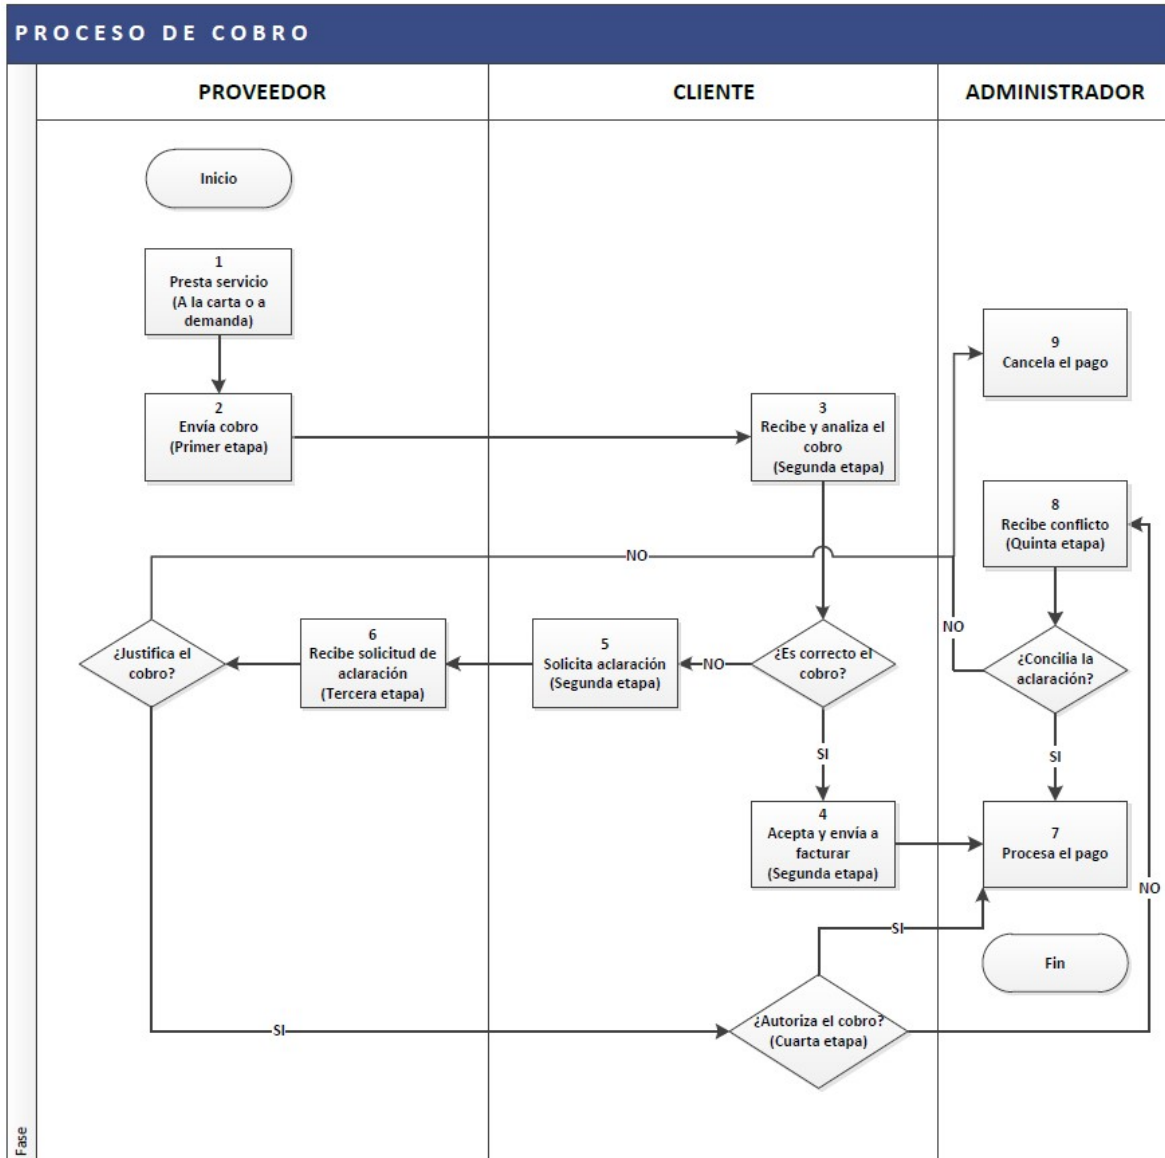 PROCESO DE COBRO
PROVEEDOR
CLIENTE
ADMINISTRADOR
Inicio
1
Presta servicio
(A la carta o a
demanda)
9
Cancela el pago
2
Envía cobro
(Primer etapa)
3
Recibe y analiza el
cobro
(Segunda etapa)
8
Recibe conflicto
(Quinta etapa)
NO
NO
¿Justifica el
cobro?
6
Recibe solicitud de
aclaración
(Tercera etapa)
5
Solicita aclaración
(Segunda etapa)
NO
¿Es correcto el
cobro?
¿Concilia la
aclaración?
SI
SI
4
Acepta y envía a
facturar
(Segunda etapa)
7
Procesa el pago
NO
SI
Fin
SI
¿Autoriza el cobro?
(Cuarta etapa)
Fase